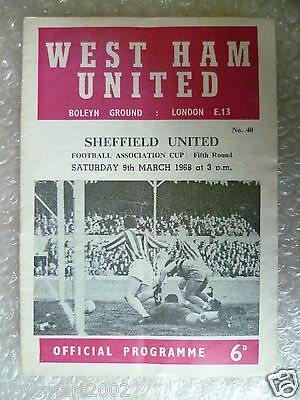 WEST HAM
UNITED
BOLEYN GROUND : LONDON E.13
No. 40
SHEFFIELD UNITED
FOOTBALL ASSOCIATION CUP : Fifth Round
SATURDAY 9th MARCH 1968 at 3 p.m.
OFFICIAL PROGRAMME 6D